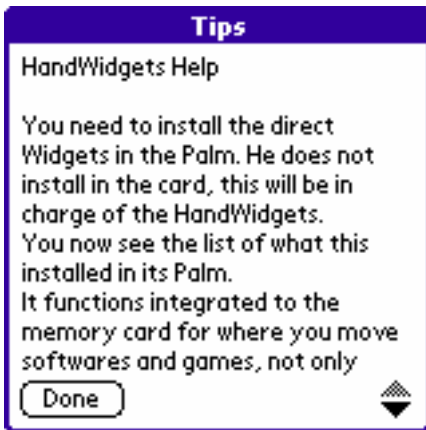 Tips
HandWidgets Help
You need to install the direct
Widgets in the Palm. He does not
install in the card, this will be in
charge of the HandWidgets.
You now see the list of what this
installed in its Palm.
It functions integrated to the
memory card for where you move
softwares and games, not only
Done